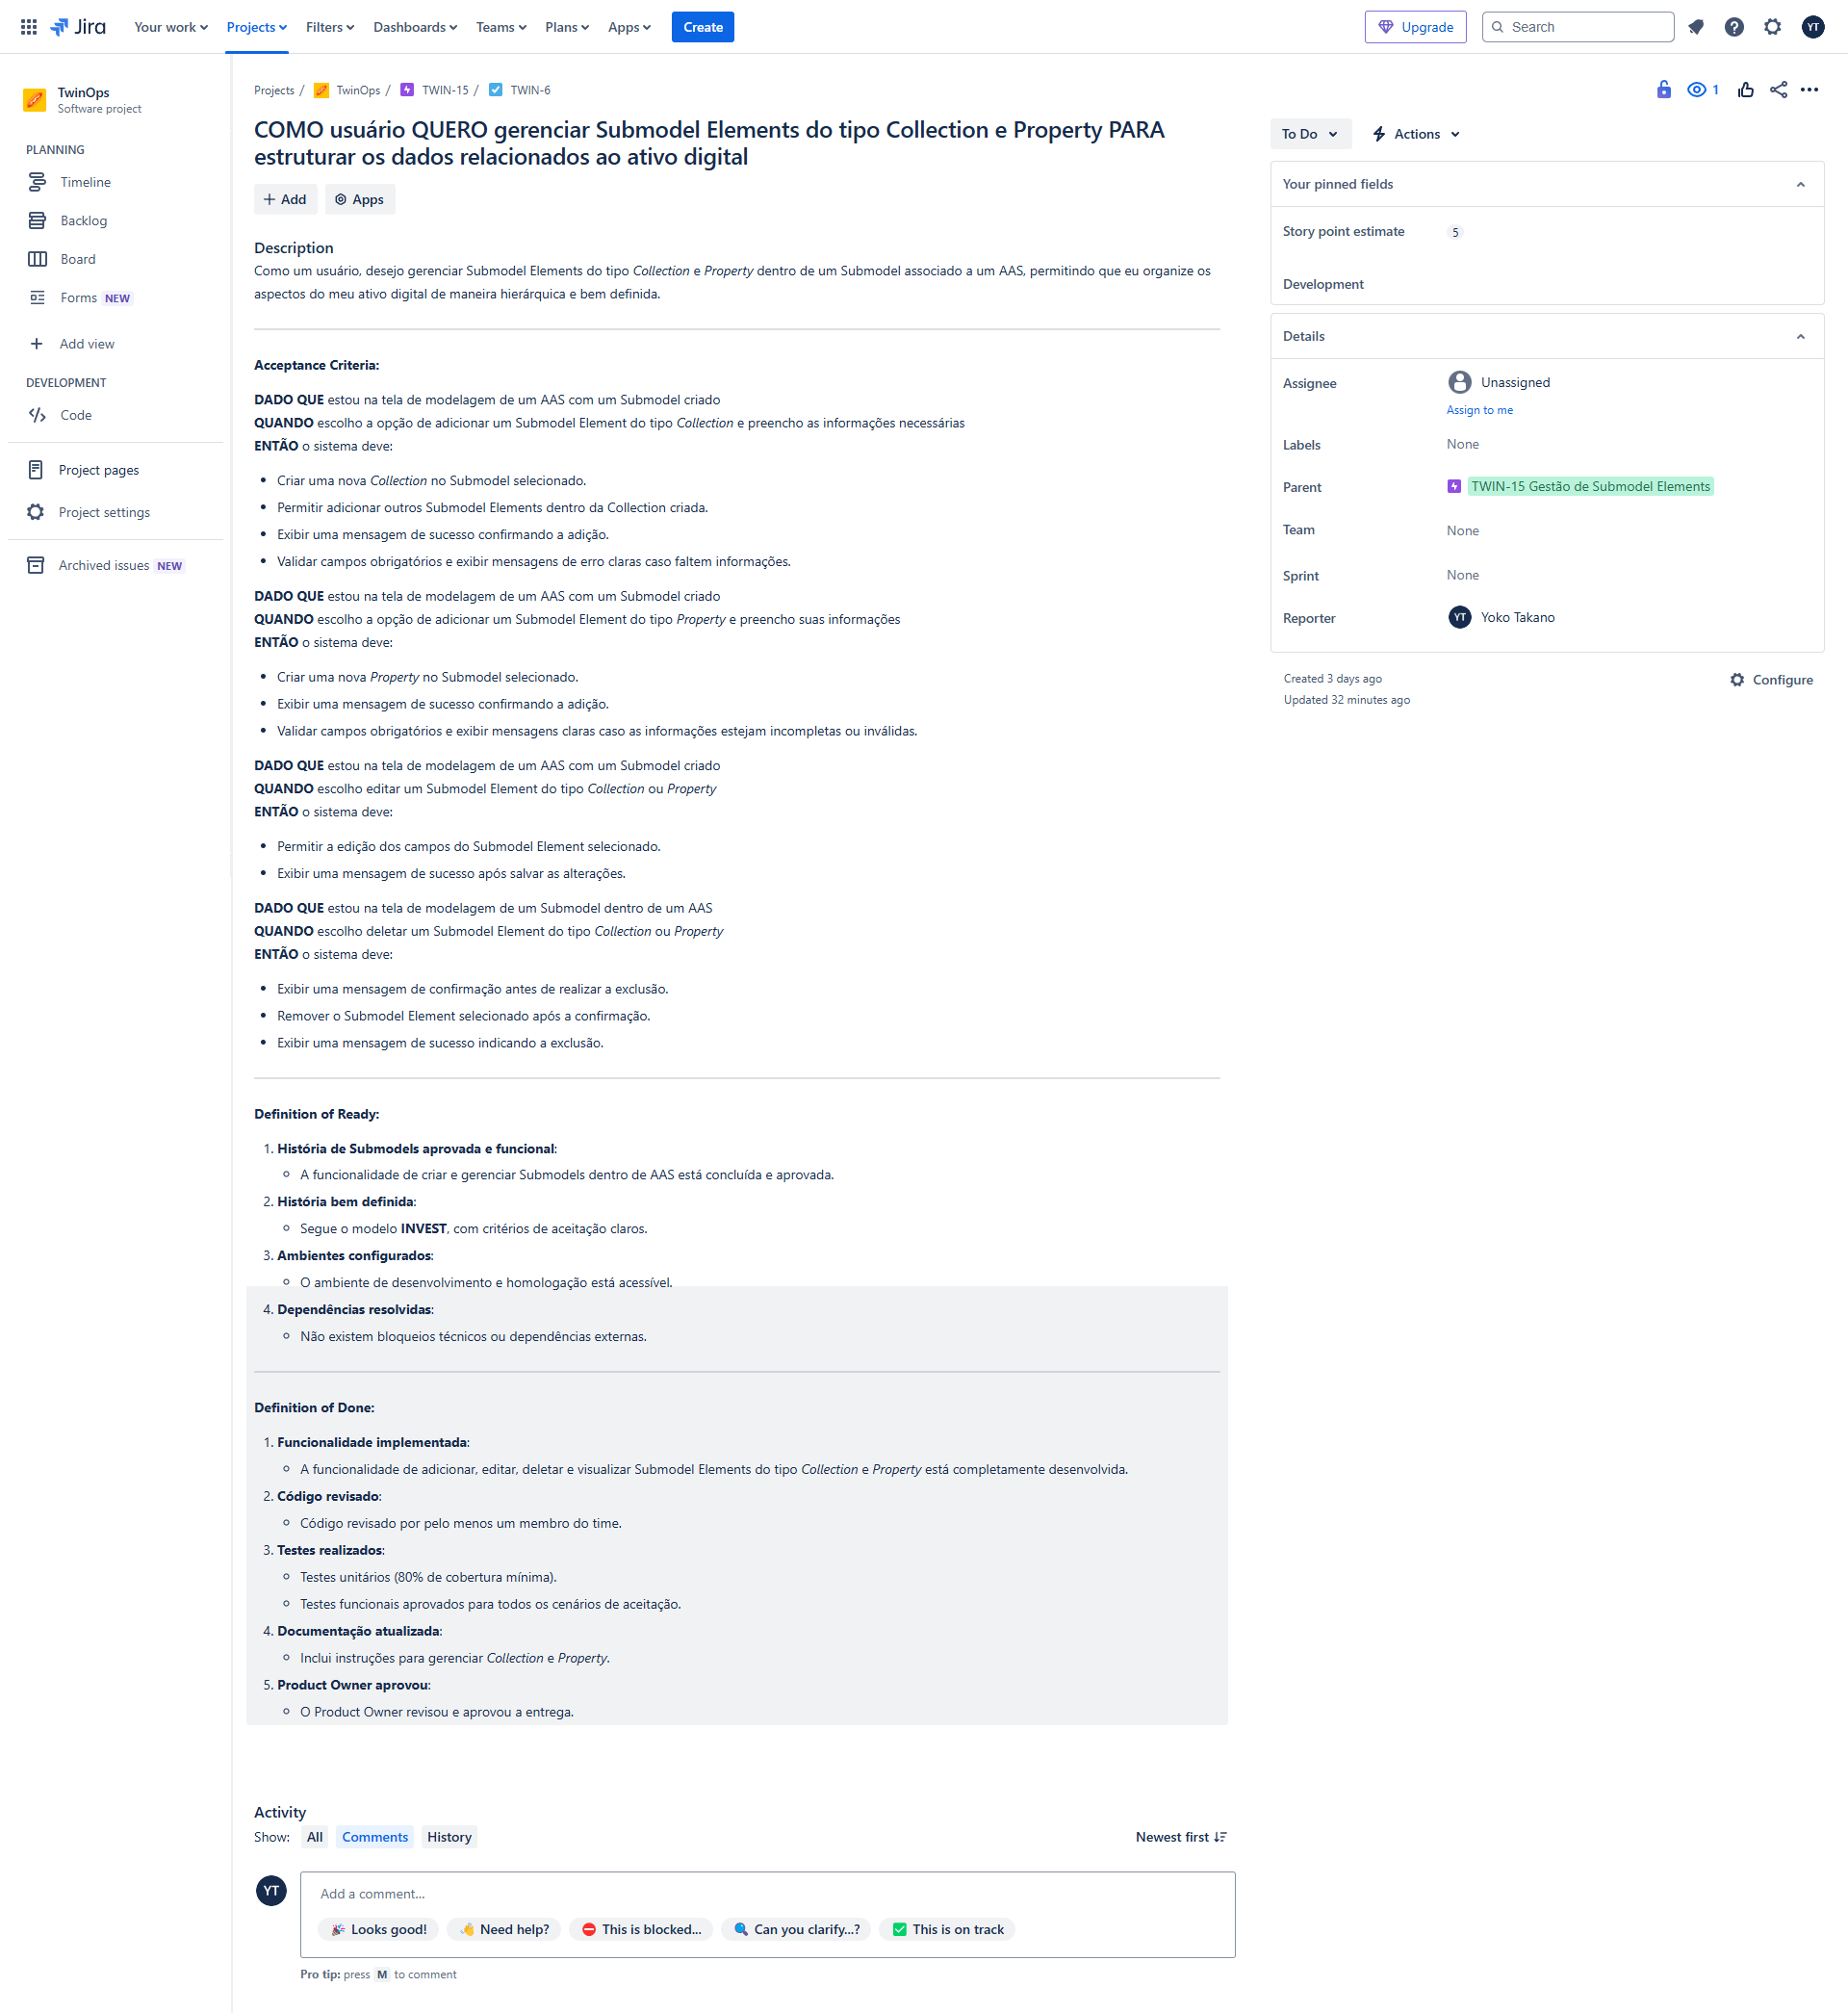 Jira
Your work
Projects
Filters
Dashboards
Teams
Plans
Apps
Create
Upgrade
Search
YT
TwinOps
Software project
PLANNING
Timeline
Backlog
Board
Forms NEW
Add view
DEVELOPMENT
Code
Project pages
Project settings
Archived issues NEW
Projects / TwinOps / TWIN-15 / TWIN-6
1
COMO usuário QUERO gerenciar Submodel Elements do tipo Collection e Property PARA
estruturar os dados relacionados ao ativo digital
Add
Apps
Description
Como um usuário, desejo gerenciar Submodel Elements do tipo Collection e Property dentro de um Submodel associado a um AAS, permitindo que eu organize os
aspectos do meu ativo digital de maneira hierárquica e bem definida.
Acceptance Criteria:
DADO QUE estou na tela de modelagem de um AAS com um Submodel criado
QUANDO escolho a opção de adicionar um Submodel Element do tipo Collection e preencho as informações necessárias
ENTÃO o sistema deve:
• Criar uma nova Collection no Submodel selecionado.
• Permitir adicionar outros Submodel Elements dentro da Collection criada.
• Exibir uma mensagem de sucesso confirmando a adição.
• Validar campos obrigatórios e exibir mensagens de erro claras caso faltem informações.
DADO QUE estou na tela de modelagem de um AAS com um Submodel criado
QUANDO escolho a opção de adicionar um Submodel Element do tipo Property e preencho suas informações
ENTÃO o sistema deve:
• Criar uma nova Property no Submodel selecionado.
• Exibir uma mensagem de sucesso confirmando a adição.
• Validar campos obrigatórios e exibir mensagens claras caso as informações estejam incompletas ou inválidas.
DADO QUE estou na tela de modelagem de um AAS com um Submodel criado
QUANDO escolho editar um Submodel Element do tipo Collection ou Property
ENTÃO o sistema deve:
• Permitir a edição dos campos do Submodel Element selecionado.
• Exibir uma mensagem de sucesso após salvar as alterações.
DADO QUE estou na tela de modelagem de um Submodel dentro de um AAS
QUANDO escolho deletar um Submodel Element do tipo Collection ou Property
ENTÃO o sistema deve:
• Exibir uma mensagem de confirmação antes de realizar a exclusão.
• Remover o Submodel Element selecionado após a confirmação.
• Exibir uma mensagem de sucesso indicando a exclusão.
Definition of Ready:
1. História de Submodels aprovada e funcional:
◦ A funcionalidade de criar e gerenciar Submodels dentro de AAS está concluída e aprovada.
2. História bem definida:
◦ Segue o modelo INVEST, com critérios de aceitação claros.
3. Ambientes configurados:
◦ O ambiente de desenvolvimento e homologação está acessível.
4. Dependências resolvidas:
◦ Não existem bloqueios técnicos ou dependências externas.
Definition of Done:
1. Funcionalidade implementada:
◦ A funcionalidade de adicionar, editar, deletar e visualizar Submodel Elements do tipo Collection e Property está completamente desenvolvida.
2. Código revisado:
◦ Código revisado por pelo menos um membro do time.
3. Testes realizados:
◦ Testes unitários (80% de cobertura mínima).
◦ Testes funcionais aprovados para todos os cenários de aceitação.
4. Documentação atualizada:
◦ Inclui instruções para gerenciar Collection e Property.
5. Product Owner aprovou:
◦ O Product Owner revisou e aprovou a entrega.
Activity
Show: All Comments History
Newest first
YT
Add a comment...
Looks good!
Need help?
This is blocked...
Can you clarify...?
This is on track
Pro tip: press M to comment
To Do
Actions
Your pinned fields
Story point estimate 5
Development
Details
Assignee Unassigned
Assign to me
Labels None
Parent TWIN-15 Gestão de Submodel Elements
Team None
Sprint None
Reporter YT Yoko Takano
Created 3 days ago
Updated 32 minutes ago
Configure